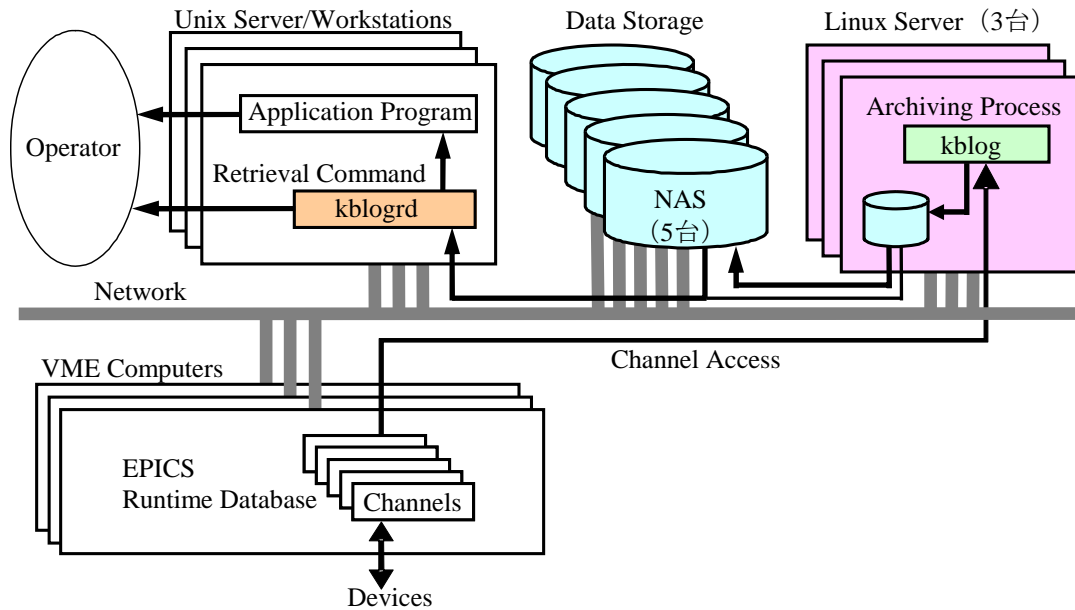 Unix Server/Workstations
Data Storage
Linux Server（3台）
Operator
Application Program
Retrieval Command
kblogrd
NAS
（5台）
Archiving Process
kblog
Network
Channel Access
VME Computers
EPICS
Runtime Database
Channels
Devices